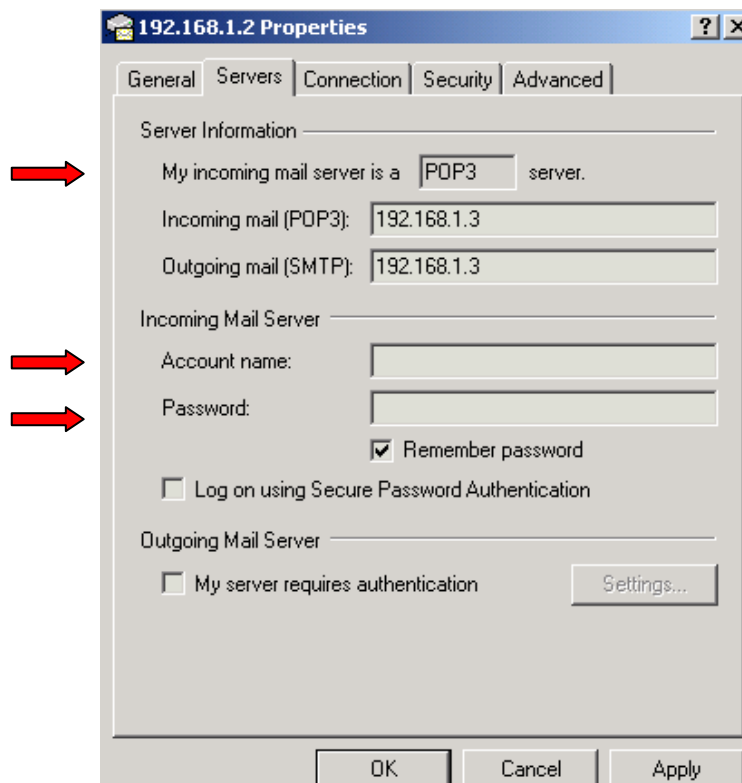 192.168.1.2 Properties
General Servers Connection Security Advanced
Server Information
My incoming mail server is a POP3 server.
Incoming mail (POP3): 192.168.1.3
Outgoing mail (SMTP): 192.168.1.3
Incoming Mail Server
Account name:
Password:
Remember password
Log on using Secure Password Authentication
Outgoing Mail Server
My server requires authentication Settings...
OK Cancel Apply